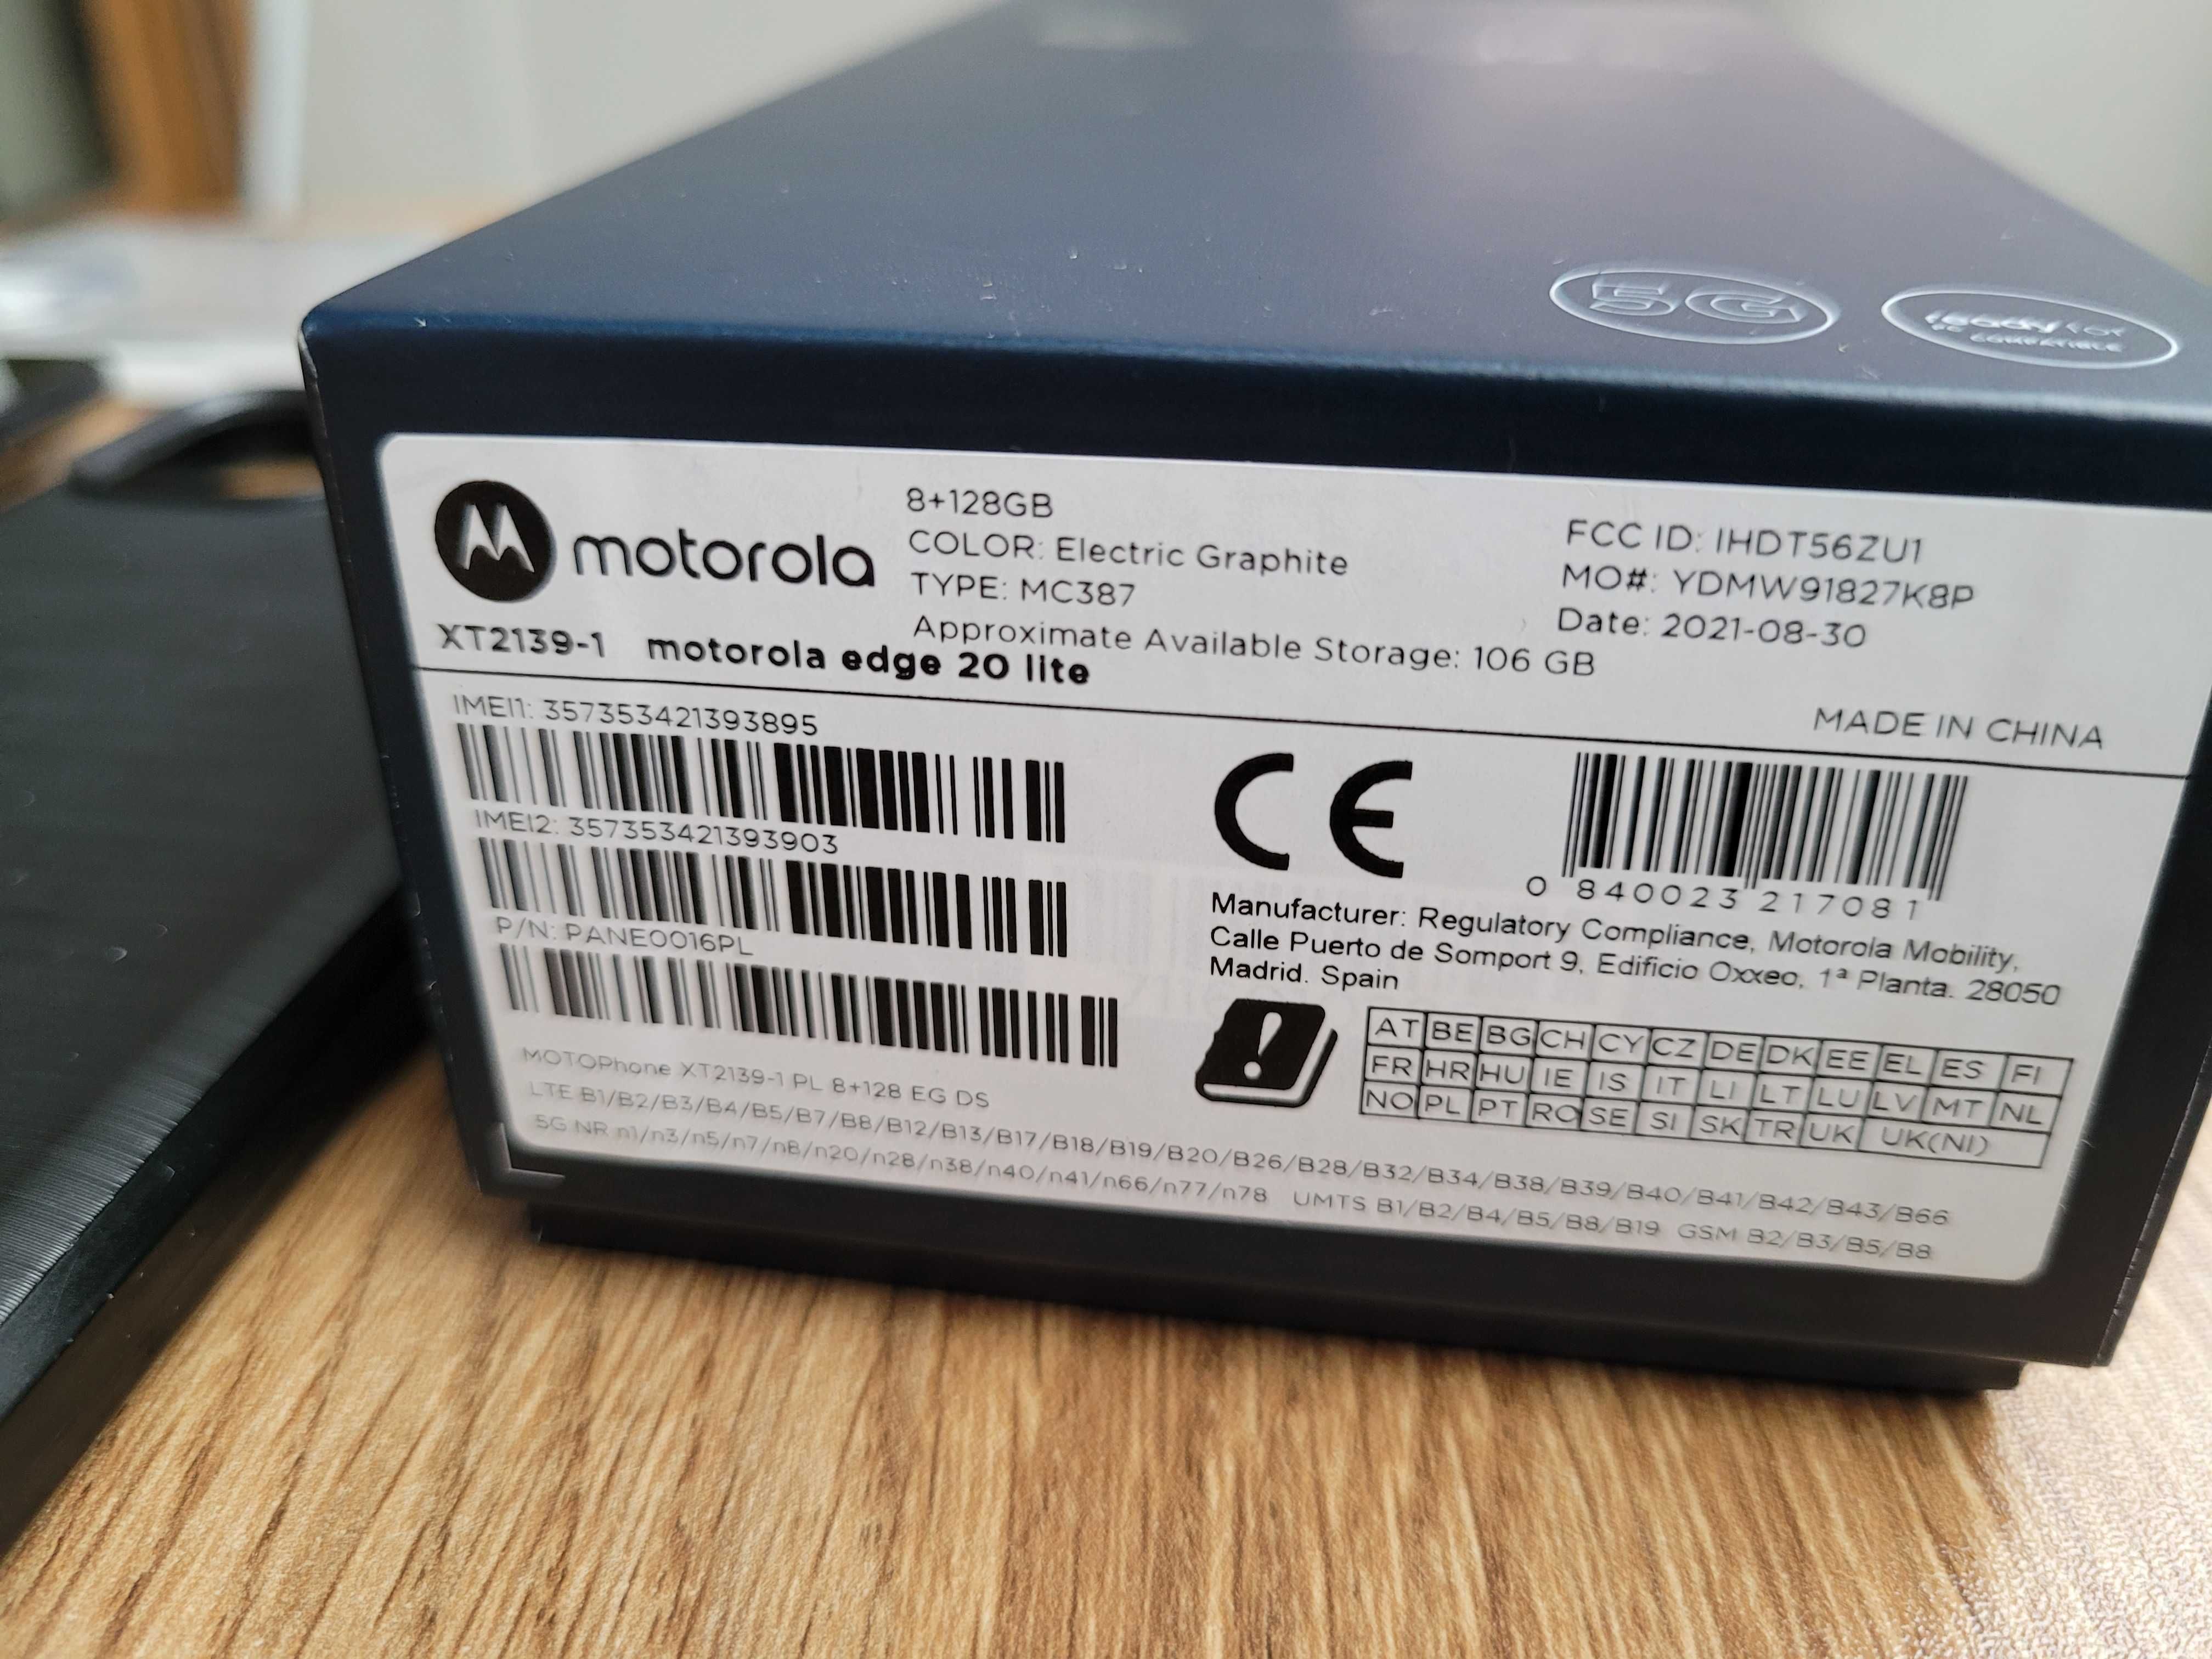 5G
ready for
PC COMPATIBLE
motorola
8+128GB
COLOR: Electric Graphite
TYPE: MC387
Approximate Available Storage: 106 GB
FCC ID: IHDT56ZU1
MO#: YDMW91827K8P
Date: 2021-08-30
XT2139-1 motorola edge 20 lite
MADE IN CHINA
IMEI1: 357353421393895
IMEI2: 357353421393903
P/N: PANE0016PL
CE
0 840023 217081
Manufacturer: Regulatory Compliance, Motorola Mobility,
Calle Puerto de Somport 9, Edificio Oxxeo, 1ª Planta. 28050
Madrid. Spain
AT BE BG CH CY CZ DE DK EE EL ES FI
FR HR HU IE IS IT LI LT LU LV MT NL
NO PL PT RO SE SI SK TR UK UK(NI)
MOTOPhone XT2139-1 PL 8+128 EG DS
LTE B1/B2/B3/B4/B5/B7/B8/B12/B13/B17/B18/B19/B20/B26/B28/B32/B34/B38/B39/B40/B41/B42/B43/B66
5G NR n1/n3/n5/n7/n8/n20/n28/n38/n40/n41/n66/n77/n78 UMTS B1/B2/B4/B5/B8/B19 GSM B2/B3/B5/B8